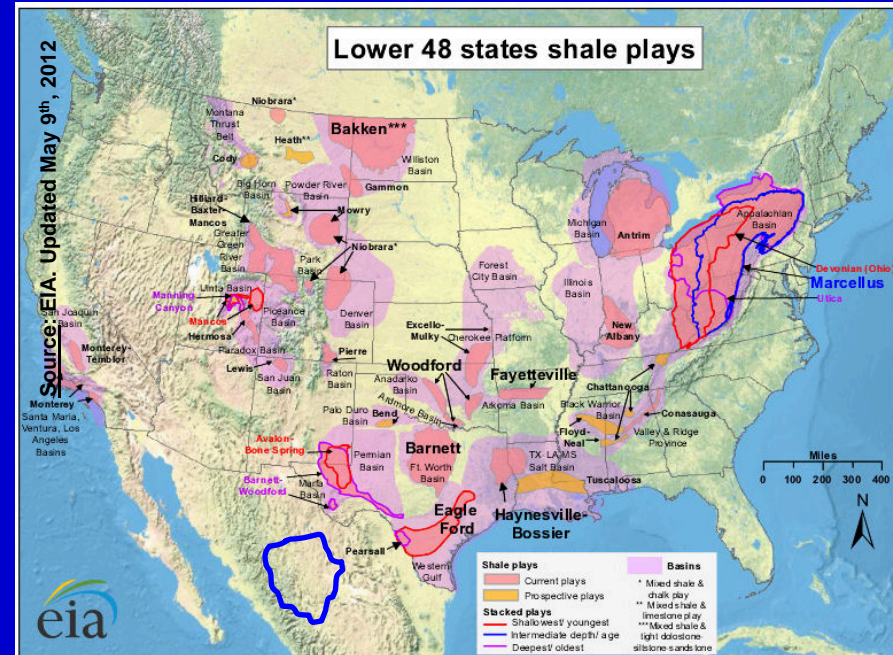 Lower 48 states shale plays
Source: EIA. Updated May 9th, 2012
Niobrara*
Montana
Thrust
Belt
Heath**
Bakken***
Cody
Williston
Basin
Big Horn
Basin
Powder River
Basin
Gammon
Hilliard-
Baxter-
Mancos
Mowry
Greater
Green
River
Basin
Niobrara*
Park
Basin
Michigan
Basin
Antrim
Appalachian
Basin
Devonian (Ohio)
Marcellus
Utica
Uinta Basin
Manning
Canyon
Mancos
Piceance
Basin
Denver
Basin
Forest
City Basin
Illinois
Basin
San Joaquin
Basin
Hermosa
Paradox Basin
Excello-
Mulky
Cherokee Platform
New
Albany
Monterey-
Temblor
Lewis
San Juan
Basin
Pierre
Raton
Basin
Woodford
Fayetteville
Anadarko
Basin
Chattanooga
Monterey
Santa Maria,
Ventura, Los
Angeles
Basins
Palo Duro
Basin
Bend
Ardmore Basin
Arkoma Basin
Black Warrior
Basin
Conasauga
Floyd-
Neal
Valley & Ridge
Province
Avalon-
Bone Spring
Permian
Basin
Barnett
Ft. Worth
Basin
TX-LA-MS
Salt Basin
Tuscaloosa
Barnett-
Woodford
Marfa
Basin
Eagle
Ford
Haynesville-
Bossier
Pearsall
Western
Gulf
Miles
0 100 200 300 400
N
Shale plays
Current plays
Prospective plays
Stacked plays
Shallowest/ youngest
Intermediate depth/ age
Deepest/ oldest
Basins
* Mixed shale &
chalk play
** Mixed shale &
limestone play
***Mixed shale &
tight dolostone-
siltstone-sandstone
eia